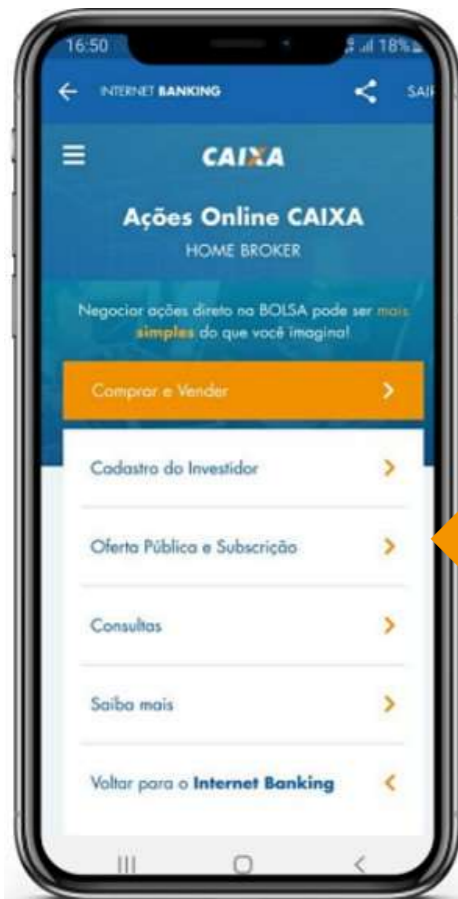 16:50 18%
INTERNET BANKING SAIR
CAIXA
Ações Online CAIXA
HOME BROKER
Negociar ações direto na BOLSA pode ser mais
simples do que você imagina!
Comprar e Vender
Cadastro do Investidor
Oferta Pública e Subscrição
Consultas
Saiba mais
Voltar para o Internet Banking